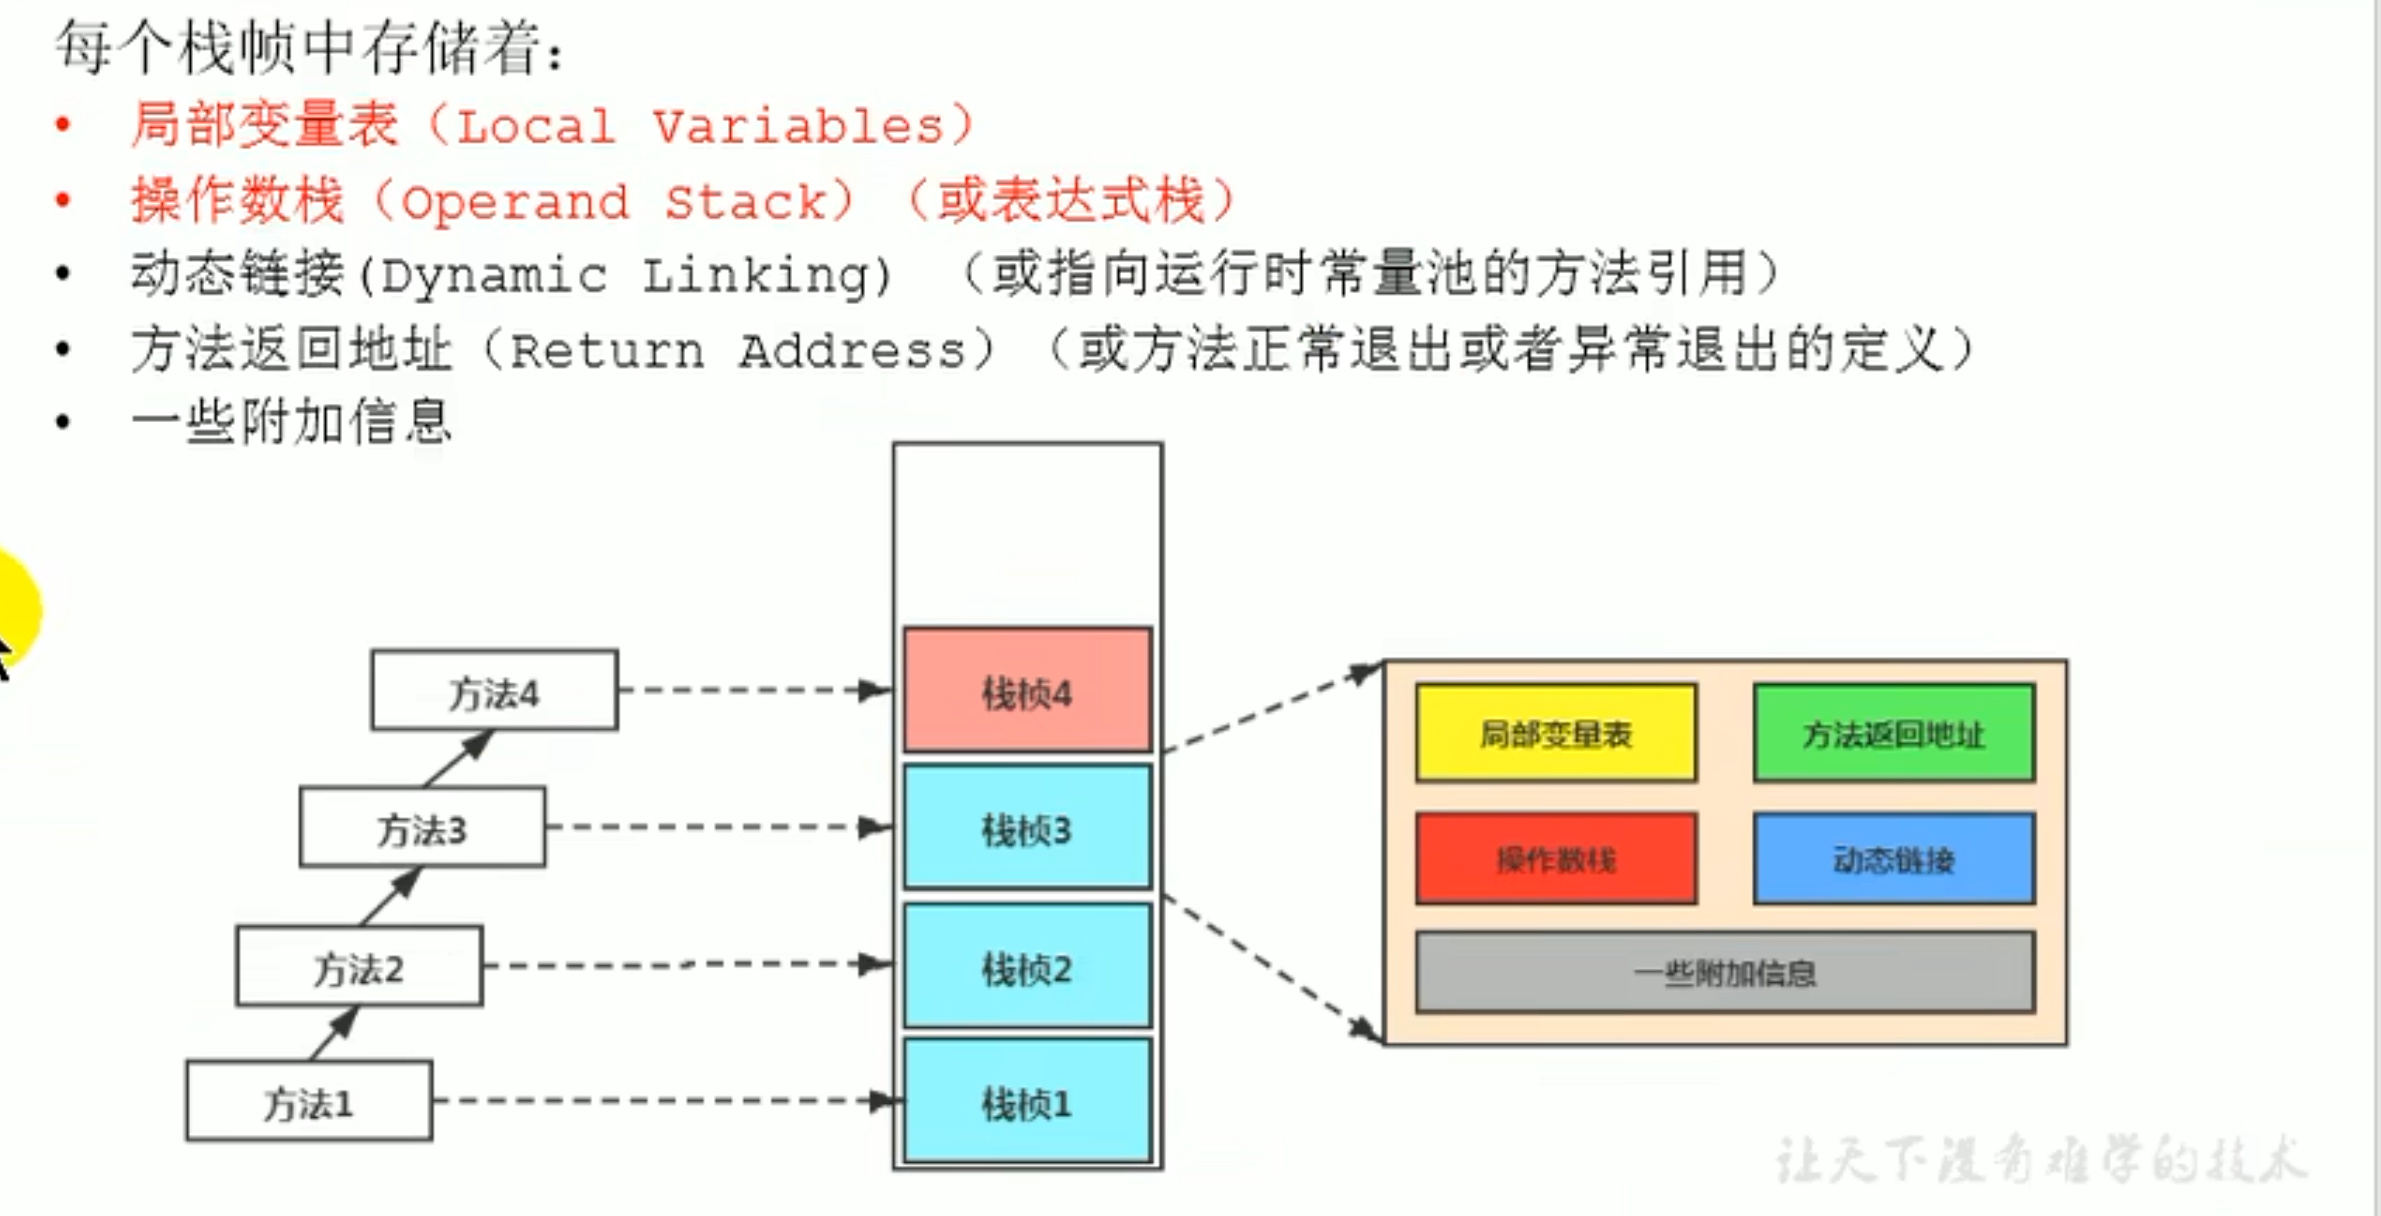 每个栈帧中存储着：
• 局部变量表（Local Variables）
• 操作数栈（Operand Stack）（或表达式栈）
• 动态链接(Dynamic Linking) （或指向运行时常量池的方法引用）
• 方法返回地址（Return Address）（或方法正常退出或者异常退出的定义）
• 一些附加信息
方法4
栈桢4
方法3
栈桢3
方法2
栈桢2
方法1
栈桢1
局部变量表
方法返回地址
操作数栈
动态链接
一些附加信息
让天下没有难学的技术